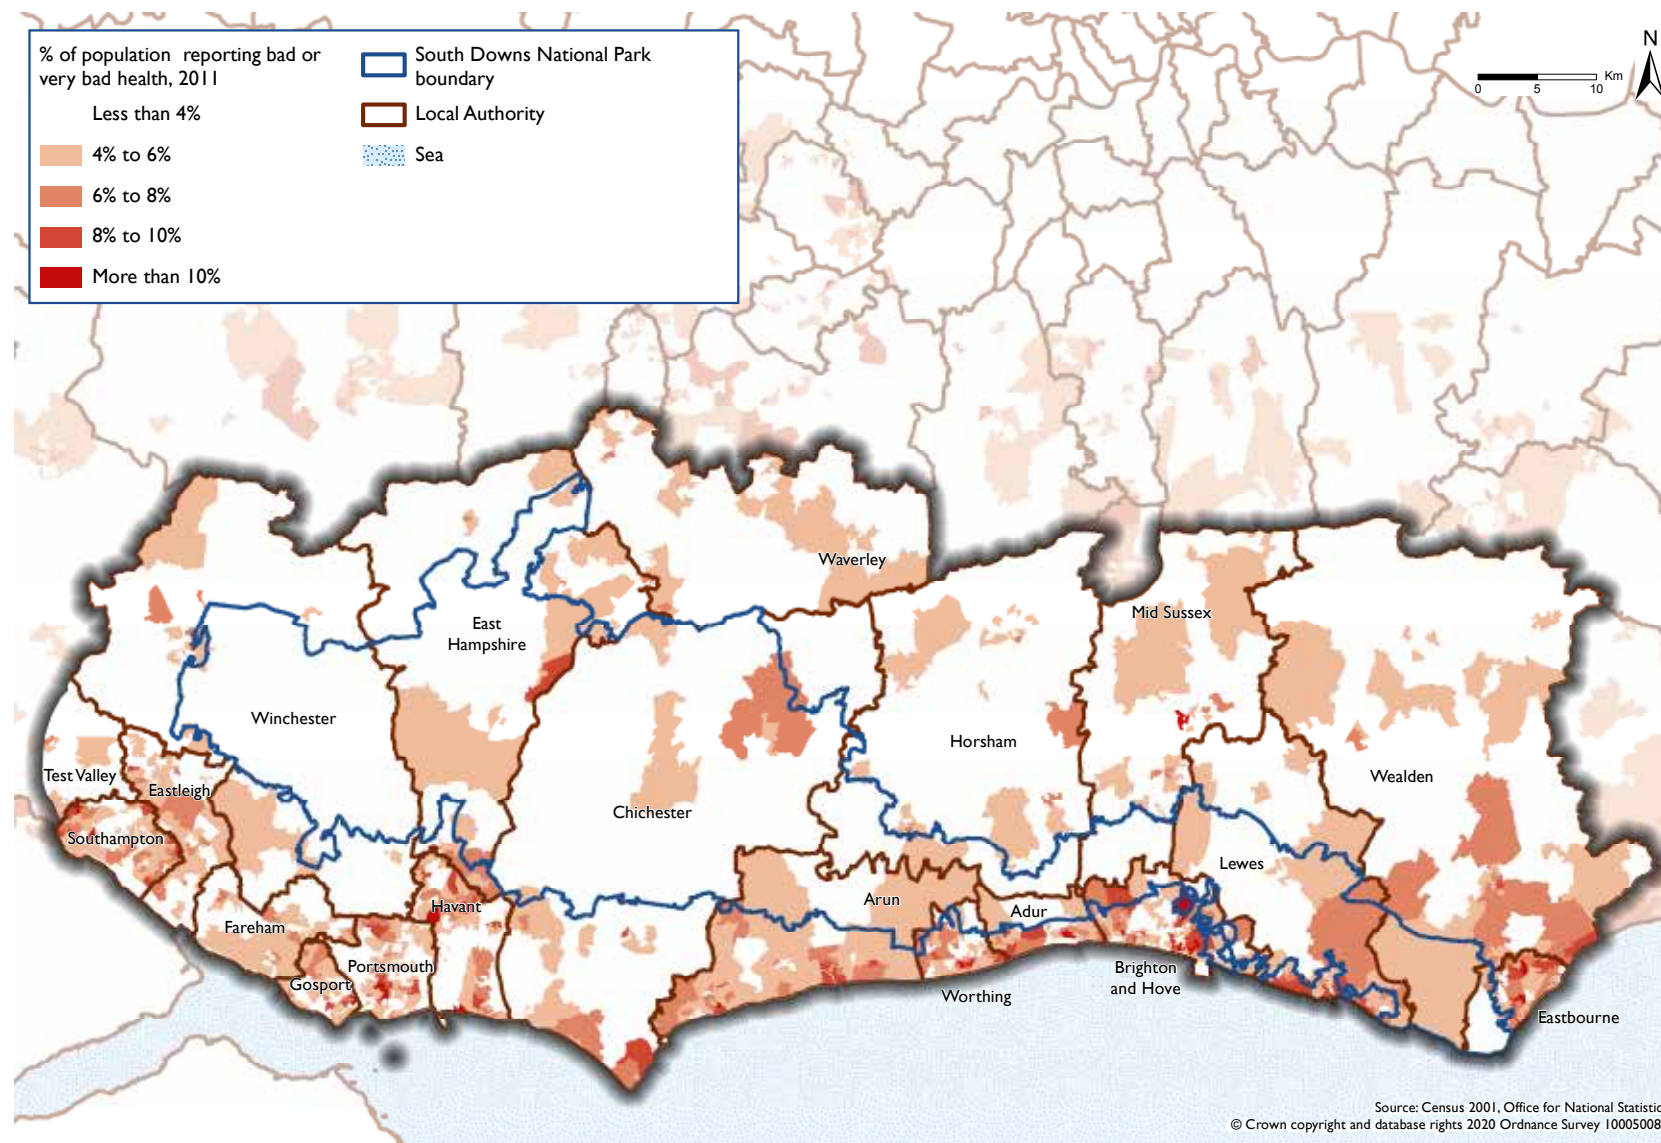 % of population reporting bad or
very bad health, 2011
Less than 4%
4% to 6%
6% to 8%
8% to 10%
More than 10%
South Downs National Park
boundary
Local Authority
Sea
N
Km
0 5 10
Waverley
Mid Sussex
East
Hampshire
Winchester
Horsham
Test Valley
Wealden
Eastleigh
Chichester
Southampton
Lewes
Arun
Havant
Adur
Fareham
Portsmouth
Brighton
and Hove
Gosport
Worthing
Eastbourne
Source: Census 2001, Office for National Statistic
© Crown copyright and database rights 2020 Ordnance Survey 10005008